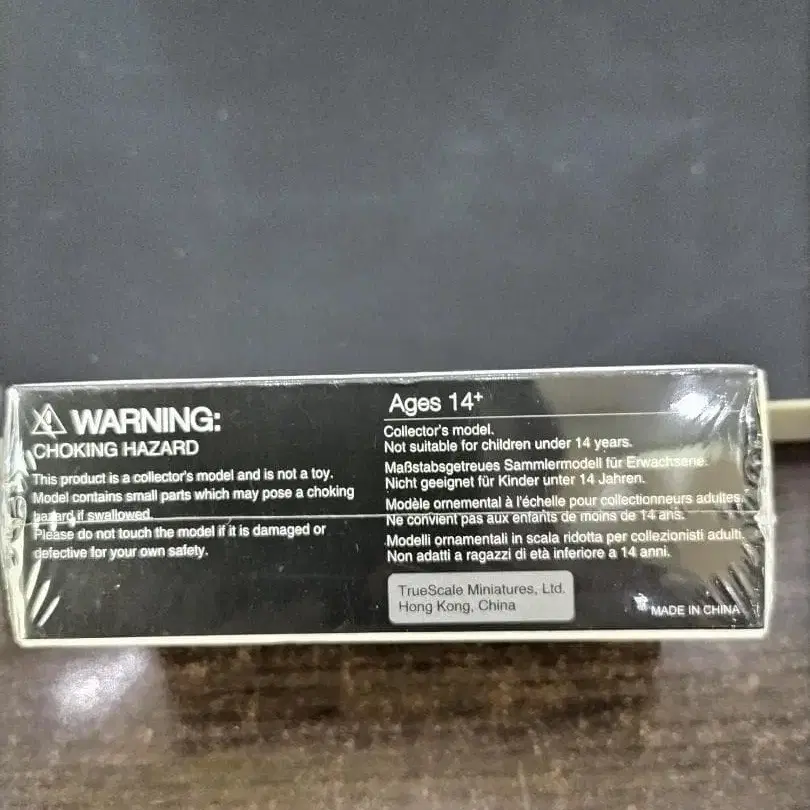 WARNING:
CHOKING HAZARD
This product is a collector's model and is not a toy.
Model contains small parts which may pose a choking
hazard if swallowed.
Please do not touch the model if it is damaged or
defective for your own safety.
Ages 14+
Collector's model.
Not suitable for children under 14 years.
Maßstabsgetreues Sammlermodell für Erwachsene.
Nicht geeignet für Kinder unter 14 Jahren.
Modèle ornemental à l'échelle pour collectionneurs adultes.
Ne convient pas aux enfants de moins de 14 ans.
Modelli ornamentali in scala ridotta per collezionisti adulti.
Non adatti a ragazzi di età inferiore a 14 anni.
TrueScale Miniatures, Ltd.
Hong Kong, China
MADE IN CHINA